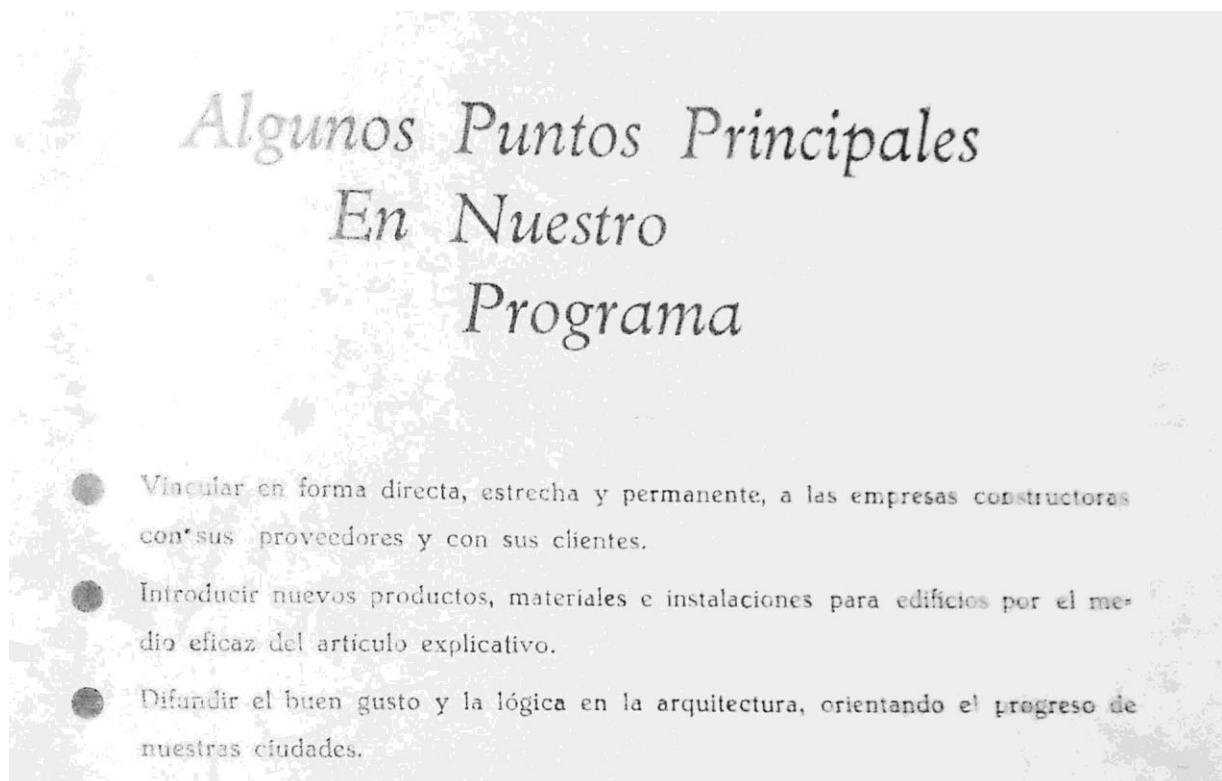 Algunos Puntos Principales
En Nuestro
Programa
Vincular en forma directa, estrecha y permanente, a las empresas constructoras
con sus proveedores y con sus clientes.
Introducir nuevos productos, materiales e instalaciones para edificios por el me-
dio eficaz del artículo explicativo.
Difundir el buen gusto y la lógica en la arquitectura, orientando el progreso de
nuestras ciudades.